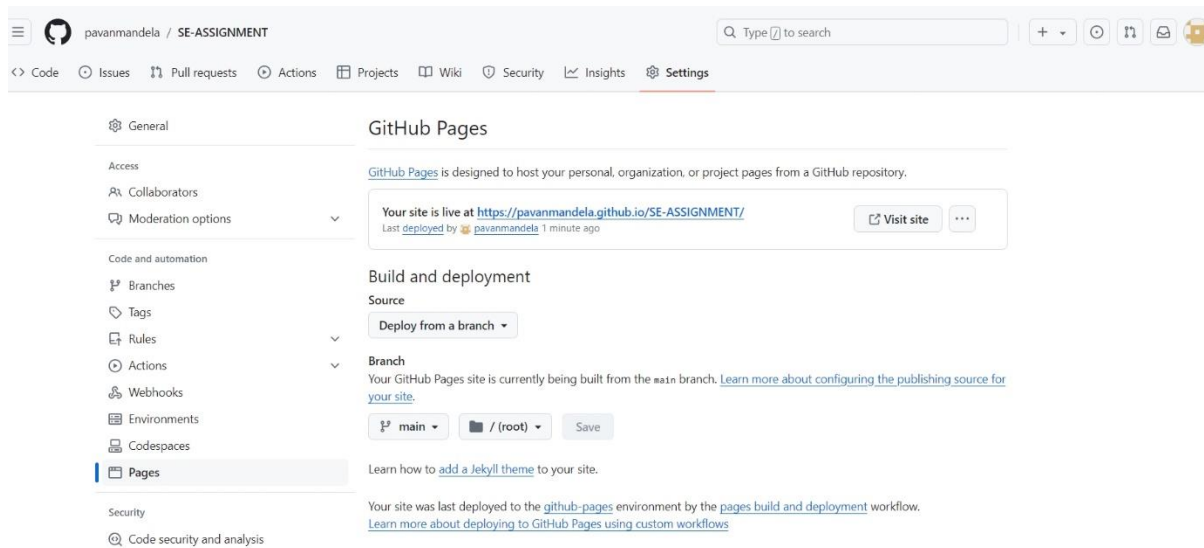 pavanmandela / SE-ASSIGNMENT
Type / to search
Code Issues Pull requests Actions Projects Wiki Security Insights Settings
General
Access
Collaborators
Moderation options
Code and automation
Branches
Tags
Rules
Actions
Webhooks
Environments
Codespaces
Pages
Security
Code security and analysis
GitHub Pages
GitHub Pages is designed to host your personal, organization, or project pages from a GitHub repository.
Your site is live at https://pavanmandela.github.io/SE-ASSIGNMENT/
Last deployed by pavanmandela 1 minute ago
Visit site
Build and deployment
Source
Deploy from a branch
Branch
Your GitHub Pages site is currently being built from the main branch. Learn more about configuring the publishing source for
your site.
main / (root) Save
Learn how to add a Jekyll theme to your site.
Your site was last deployed to the github-pages environment by the pages build and deployment workflow.
Learn more about deploying to GitHub Pages using custom workflows